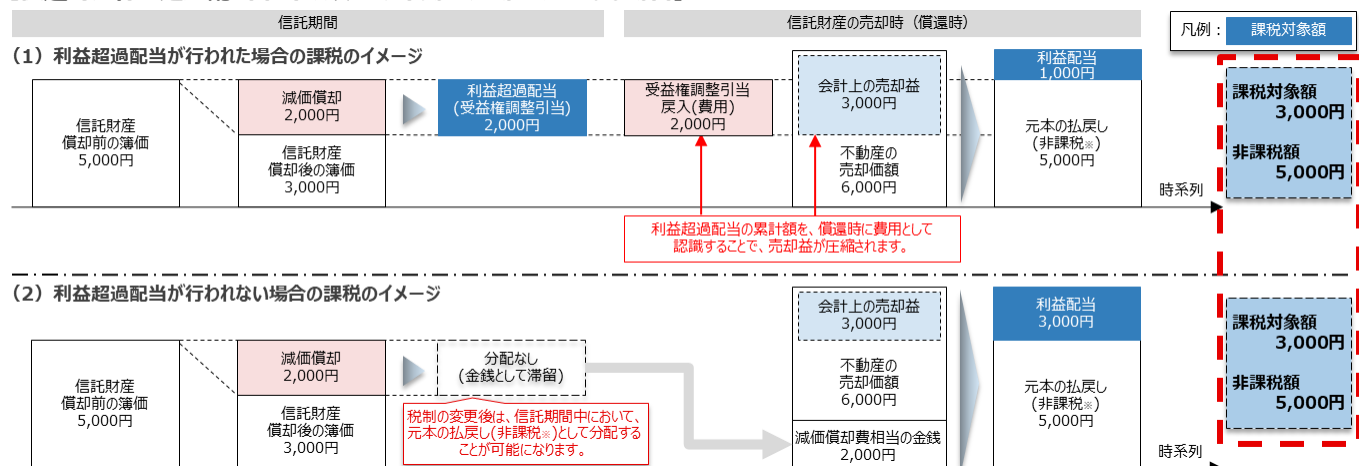 信託期間
信託財産の売却時（償還時）
凡例：
課税対象額
（1）利益超過配当が行われた場合の課税のイメージ
信託財産
償却前の簿価
5,000円
減価償却
2,000円
信託財産
償却後の簿価
3,000円
利益超過配当
(受益権調整引当)
2,000円
受益権調整引当
戻入(費用)
2,000円
会計上の売却益
3,000円
不動産の
売却価額
6,000円
利益配当
1,000円
元本の払戻し
(非課税※)
5,000円
課税対象額
3,000円
非課税額
5,000円
時系列
利益超過配当の累計額を、償還時に費用として
認識することで、売却益が圧縮されます。
（2）利益超過配当が行われない場合の課税のイメージ
信託財産
償却前の簿価
5,000円
減価償却
2,000円
信託財産
償却後の簿価
3,000円
分配なし
(金銭として滞留)
税制の変更後は、信託期間中において、
元本の払戻し(非課税※)として分配する
ことが可能になります。
会計上の売却益
3,000円
不動産の
売却価額
6,000円
減価償却費相当の金銭
2,000円
利益配当
3,000円
元本の払戻し
(非課税※)
5,000円
課税対象額
3,000円
非課税額
5,000円
時系列